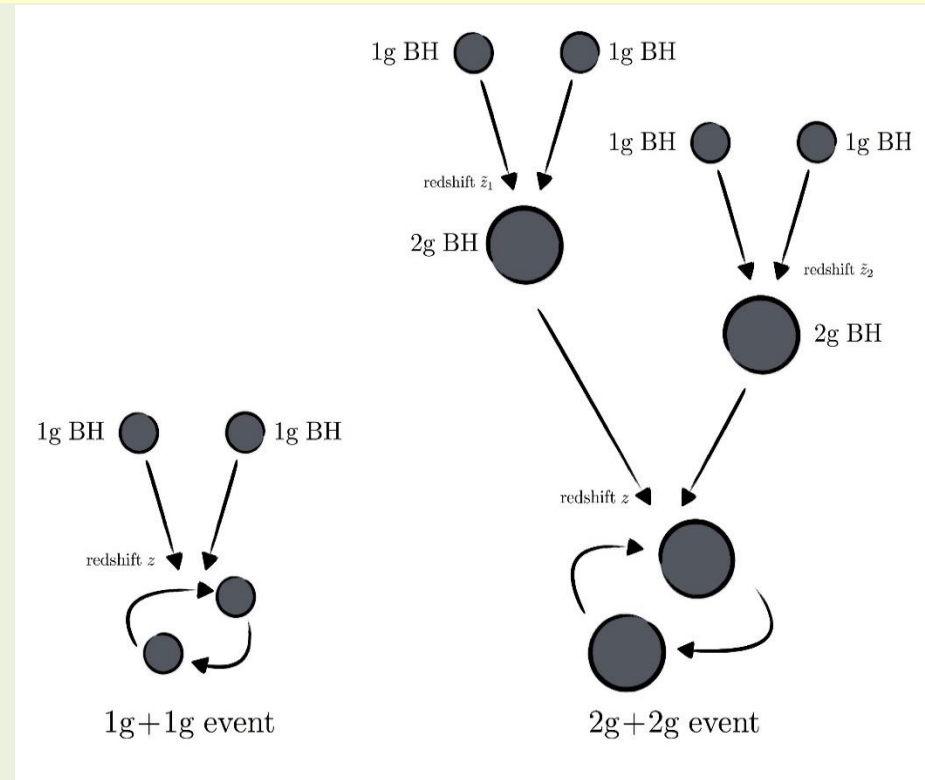 1g BH
1g BH
1g BH
1g BH
redshift z̃₁
2g BH
redshift z̃₂
2g BH
1g BH
1g BH
redshift z
redshift z
1g+1g event
2g+2g event